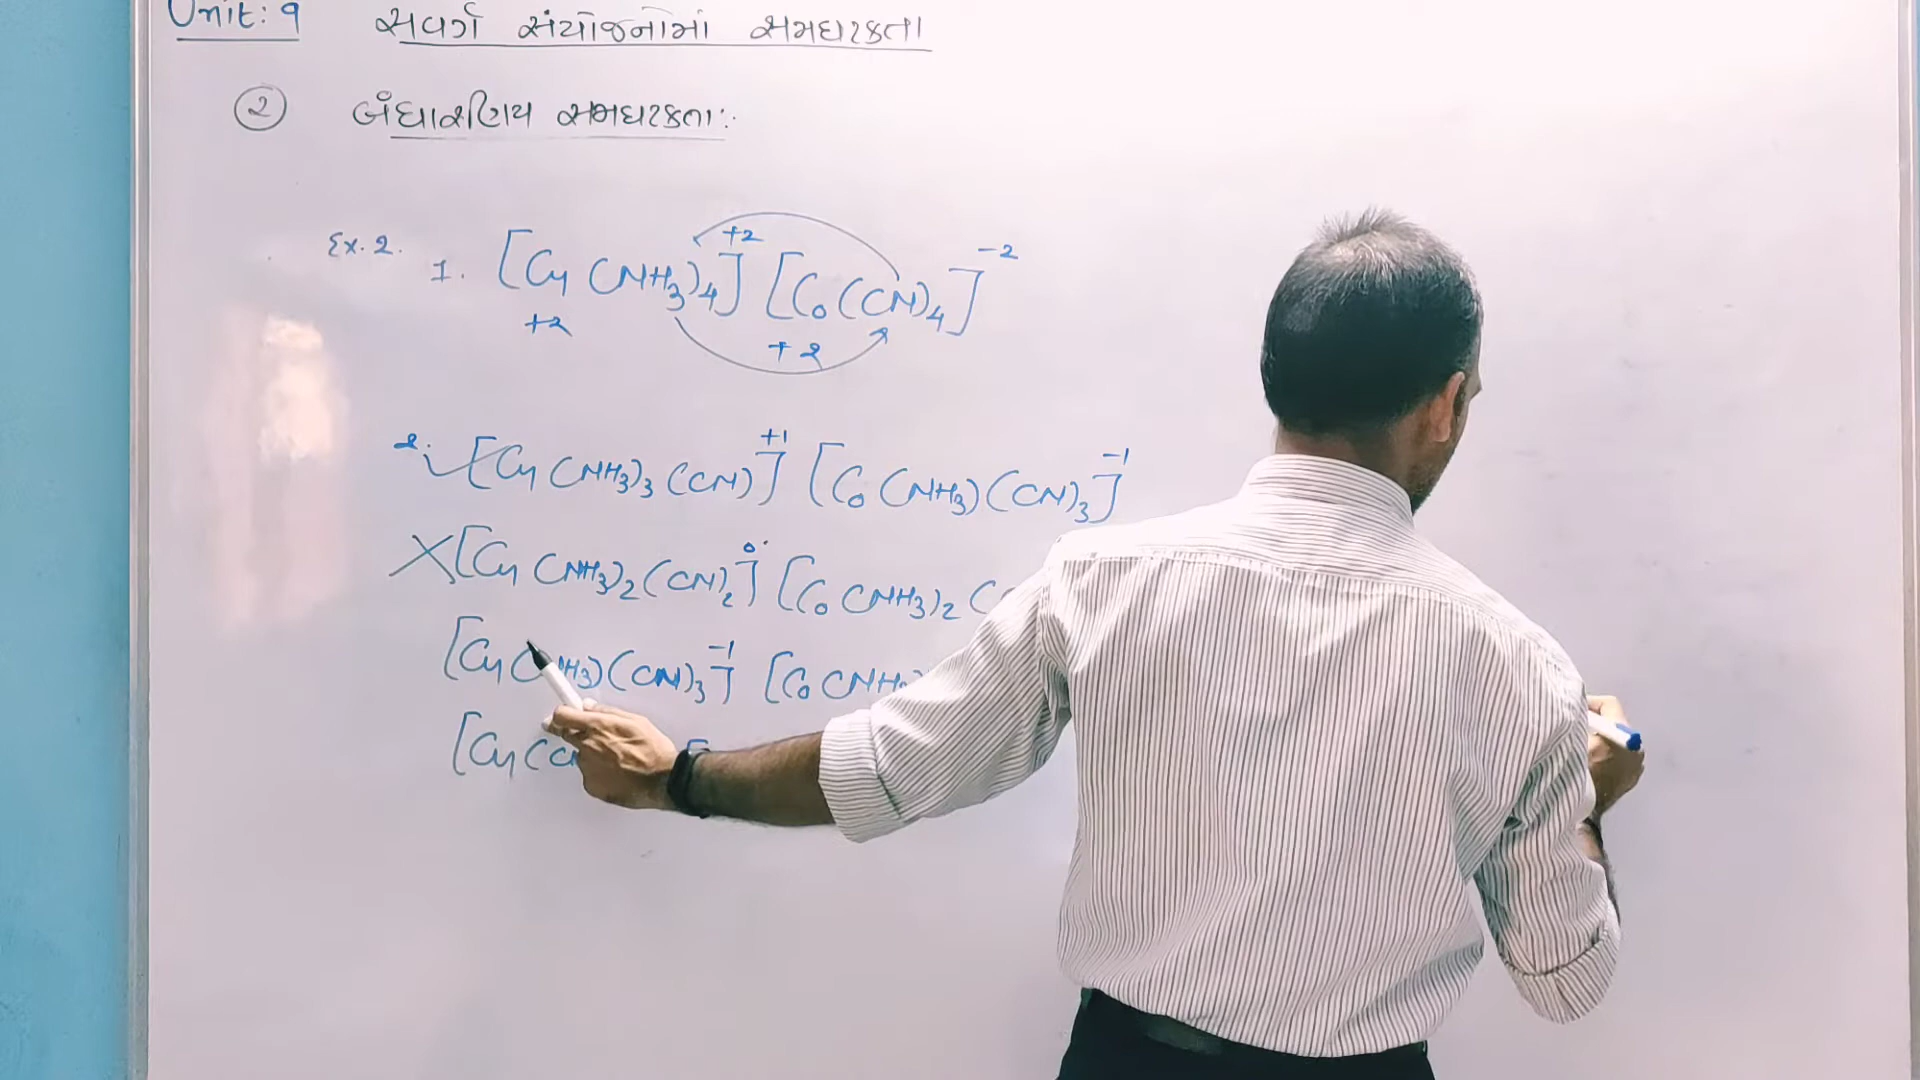 Unit: 9 સવર્ગ સંયોજનોમાં સમઘટકતા
2 બંધારણિય સમઘટકતા:
Ex. 2. 1. [Cu (NH3)4]+2 [Co(CN)4]-2
+2 +2
2. [Cu (NH3)3 (CN)]+1 [Co (NH3) (CN)3]-1
X [Cu (NH3)2 (CN)2]0 [Co (NH3)2 (
[Cu (NH3) (CN)3]-1 [Co (NH3
[Cu (C